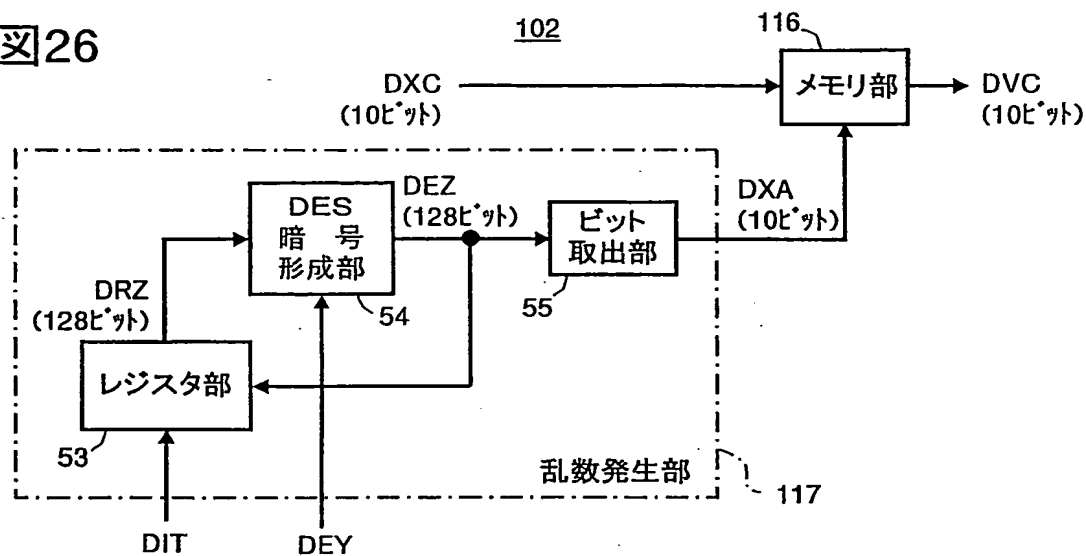 図26
102
116
DXC
(10ビット)
メモリ部
DVC
(10ビット)
DES
暗 号
形成部
54
DEZ
(128ビット)
ビット
取出部
55
DXA
(10ビット)
DRZ
(128ビット)
レジスタ部
53
乱数発生部
117
DIT
DEY